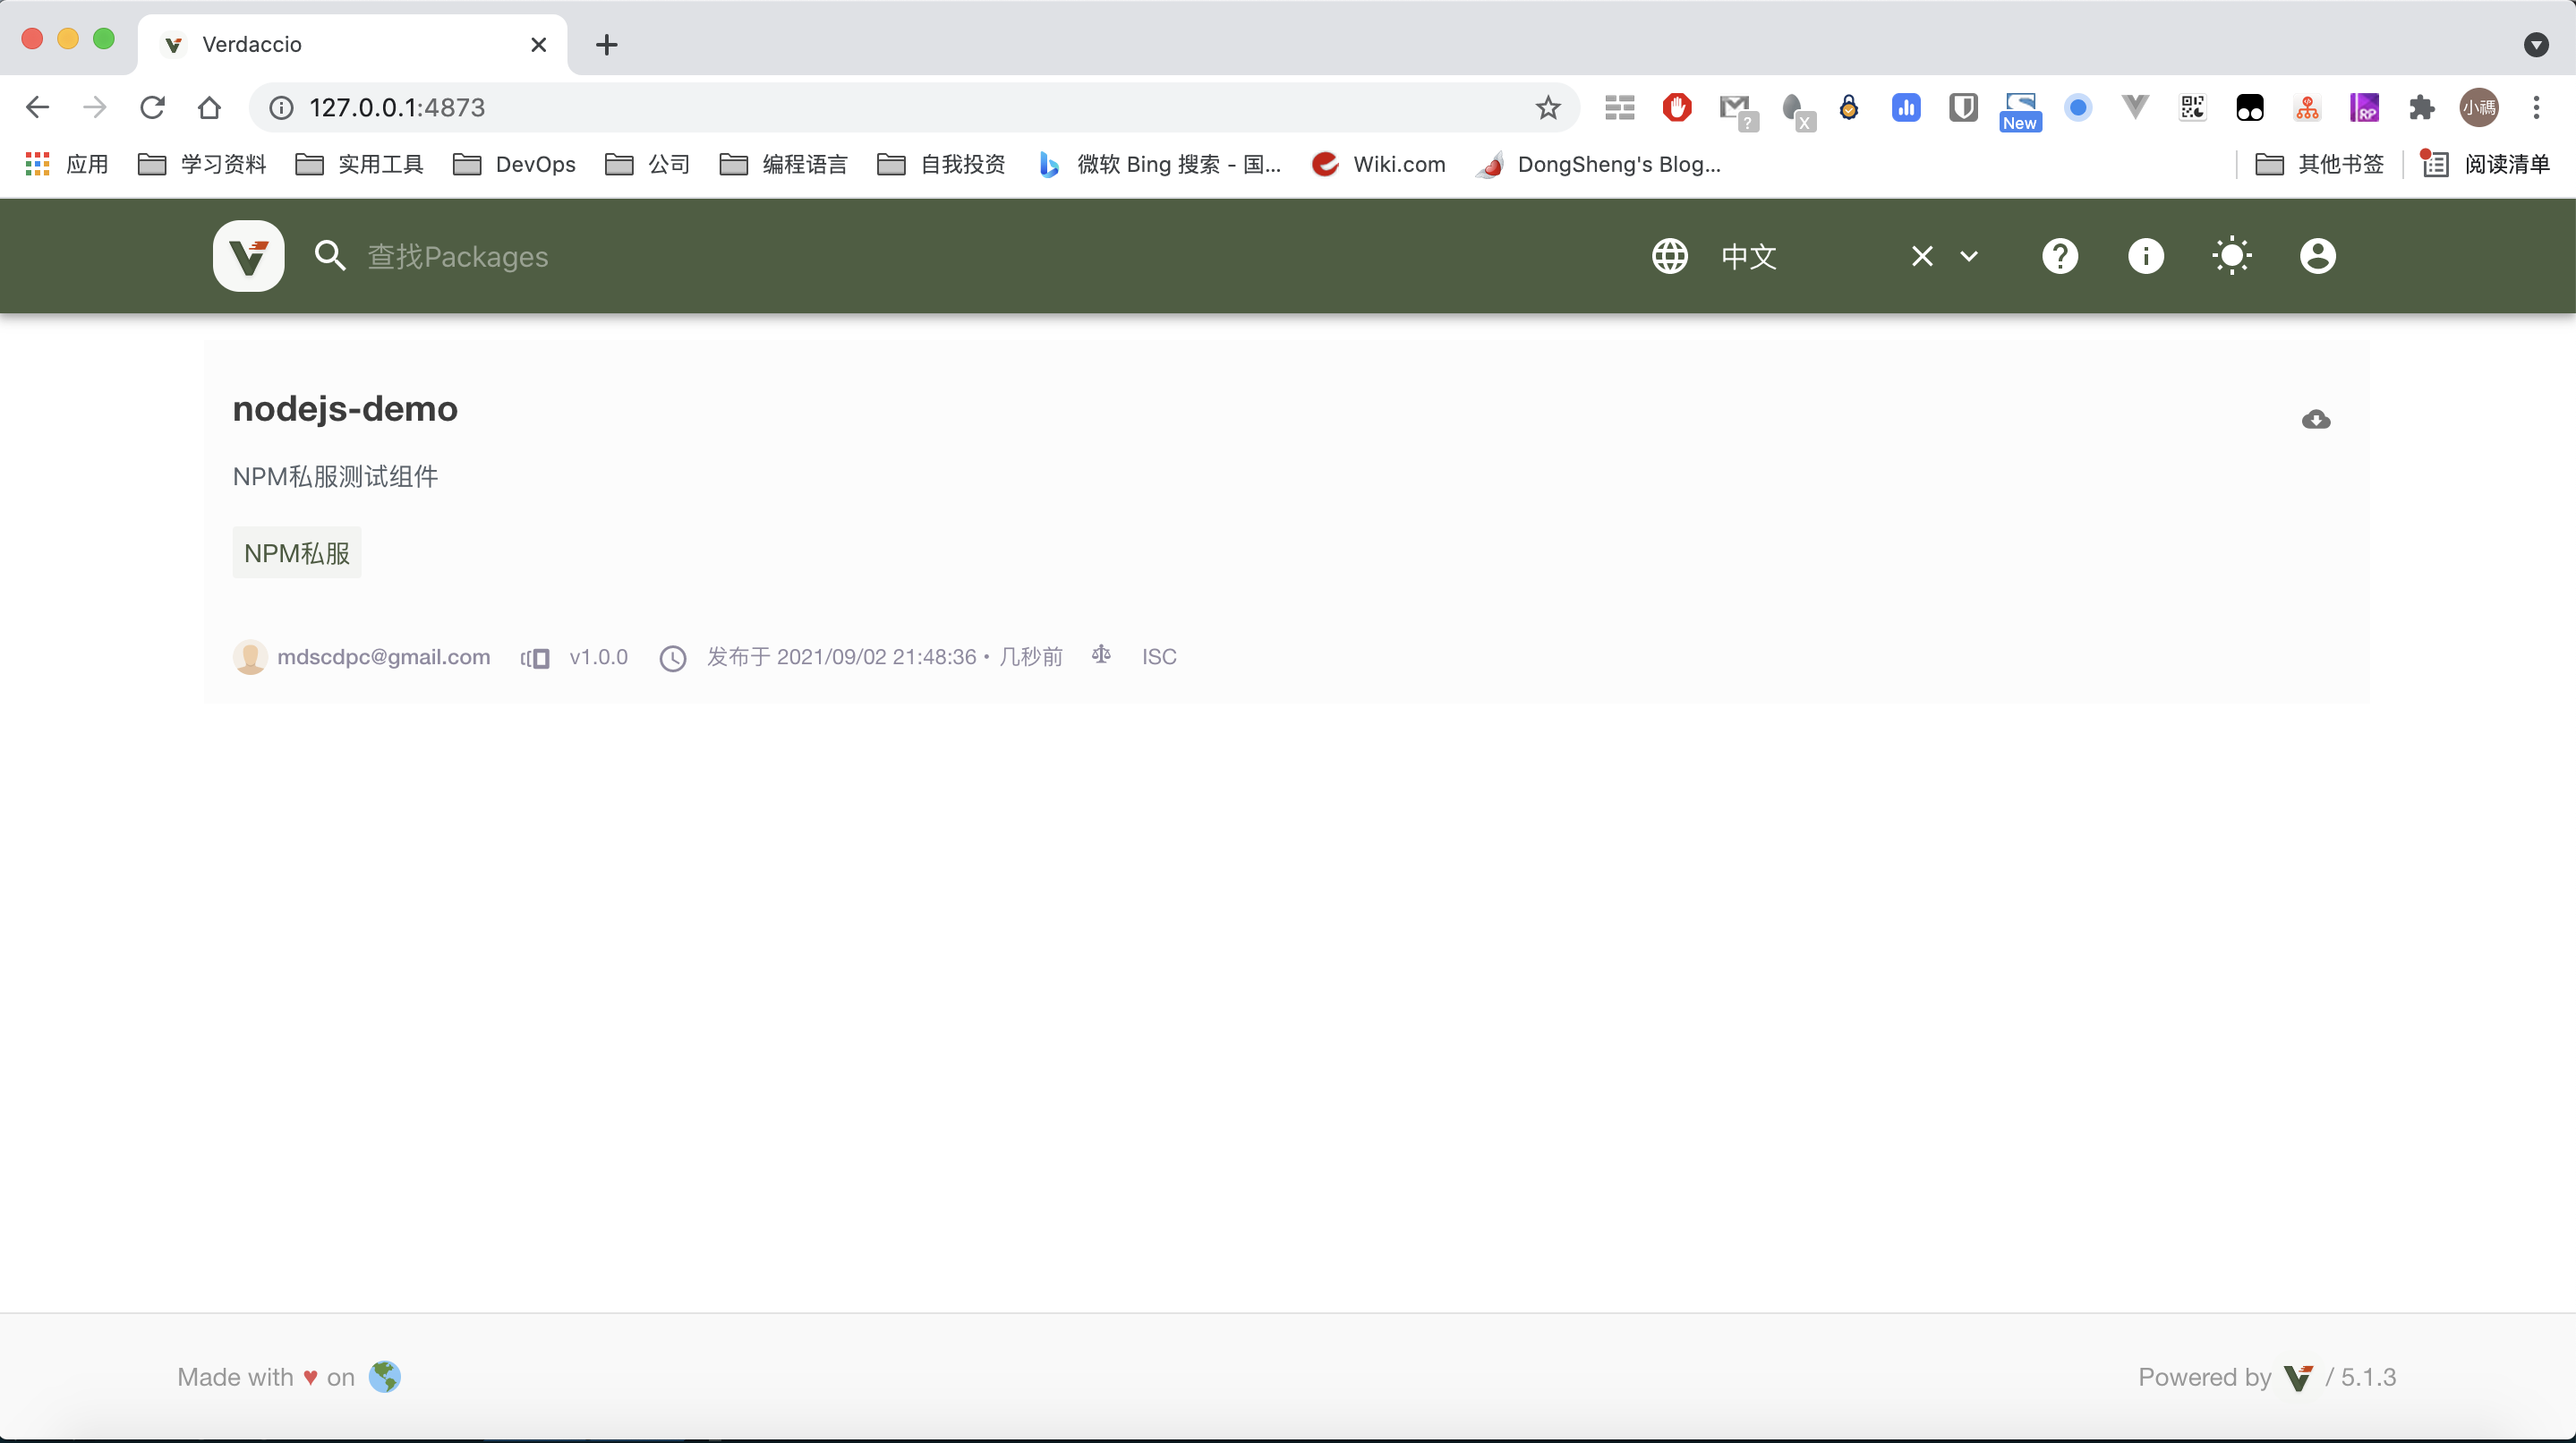 Verdaccio
127.0.0.1:4873
? X New RP 小禑
应用 学习资料 实用工具 DevOps 公司 编程语言 自我投资 微软 Bing 搜索 - 国... Wiki.com DongSheng's Blog... 其他书签 阅读清单
查找Packages 中文
nodejs-demo
NPM私服测试组件
NPM私服
mdscdpc@gmail.com v1.0.0 发布于 2021/09/02 21:48:36 • 几秒前 ISC
Made with ♥ on Powered by / 5.1.3